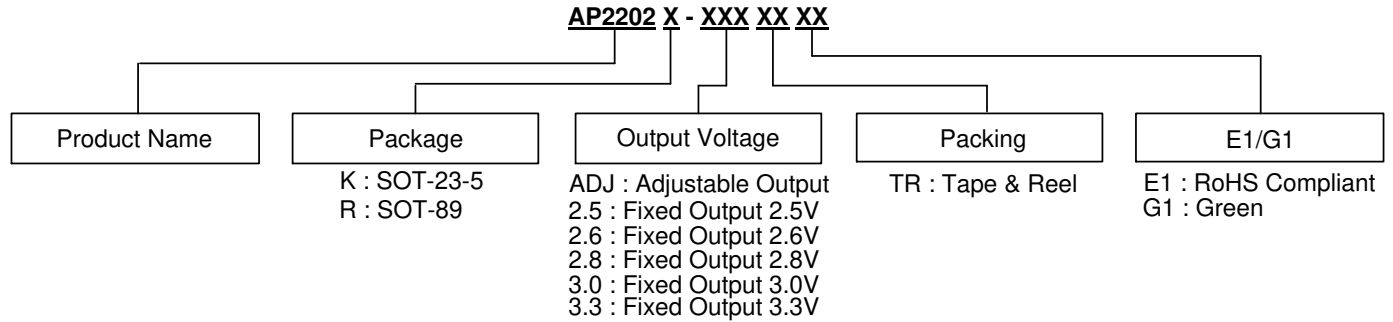 AP2202 X - XXX XX XX
Product Name
Package
Output Voltage
Packing
E1/G1
K : SOT-23-5
R : SOT-89
ADJ : Adjustable Output
2.5 : Fixed Output 2.5V
2.6 : Fixed Output 2.6V
2.8 : Fixed Output 2.8V
3.0 : Fixed Output 3.0V
3.3 : Fixed Output 3.3V
TR : Tape & Reel
E1 : RoHS Compliant
G1 : Green